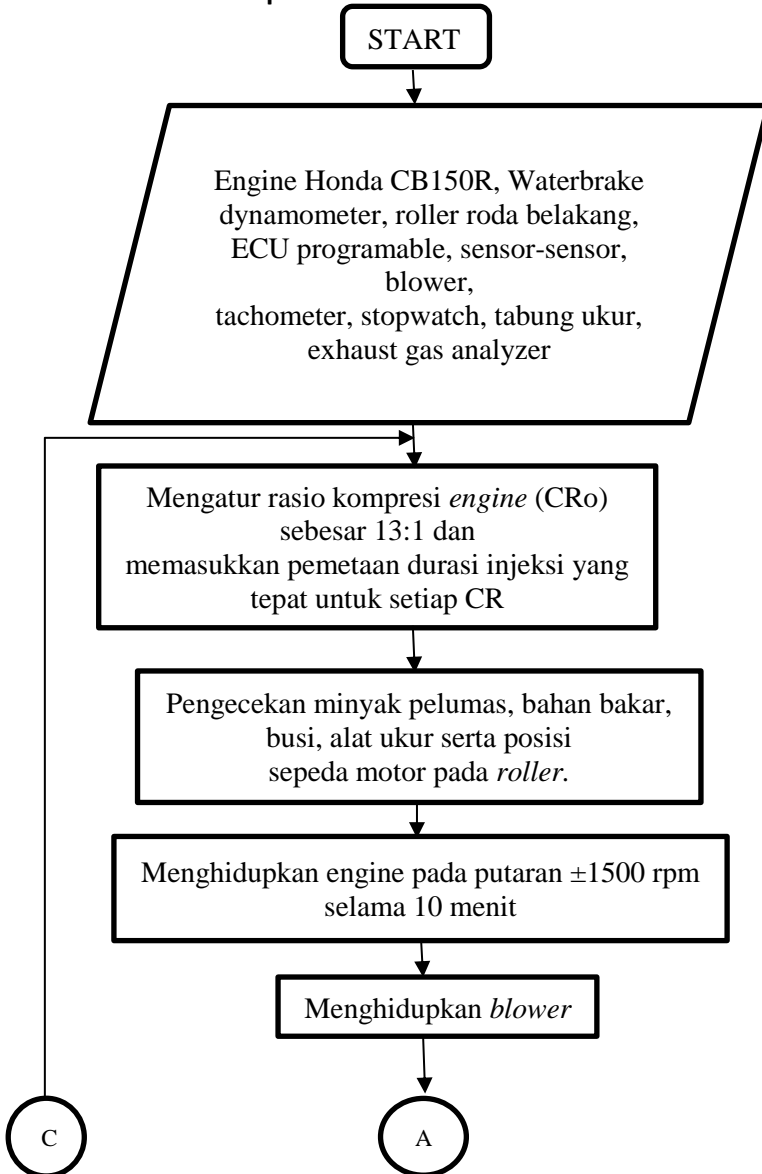 START
Engine Honda CB150R, Waterbrake
dynamometer, roller roda belakang,
ECU programable, sensor-sensor,
blower,
tachometer, stopwatch, tabung ukur,
exhaust gas analyzer
Mengatur rasio kompresi engine (CRo)
sebesar 13:1 dan
memasukkan pemetaan durasi injeksi yang
tepat untuk setiap CR
Pengecekan minyak pelumas, bahan bakar,
busi, alat ukur serta posisi
sepeda motor pada roller.
Menghidupkan engine pada putaran ±1500 rpm
selama 10 menit
Menghidupkan blower
C
A